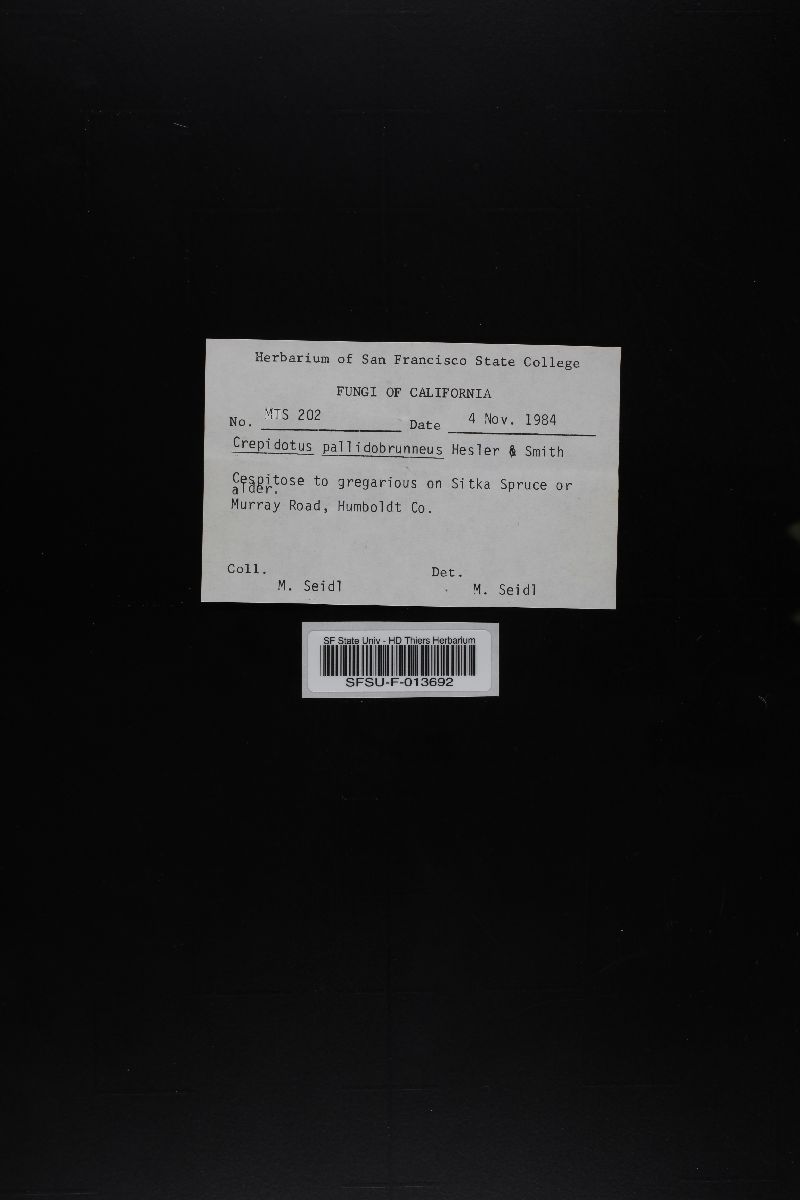 Herbarium of San Francisco State College
FUNGI OF CALIFORNIA
No. MTS 202 Date 4 Nov. 1984
Crepidotus pallidobrunneus Hesler & Smith
Cespitose to gregarious on Sitka Spruce or
alder.
Murray Road, Humboldt Co.
Coll. Det.
M. Seidl M. Seidl
SF State Univ - HD Thiers Herbarium
SFSU-F-013692